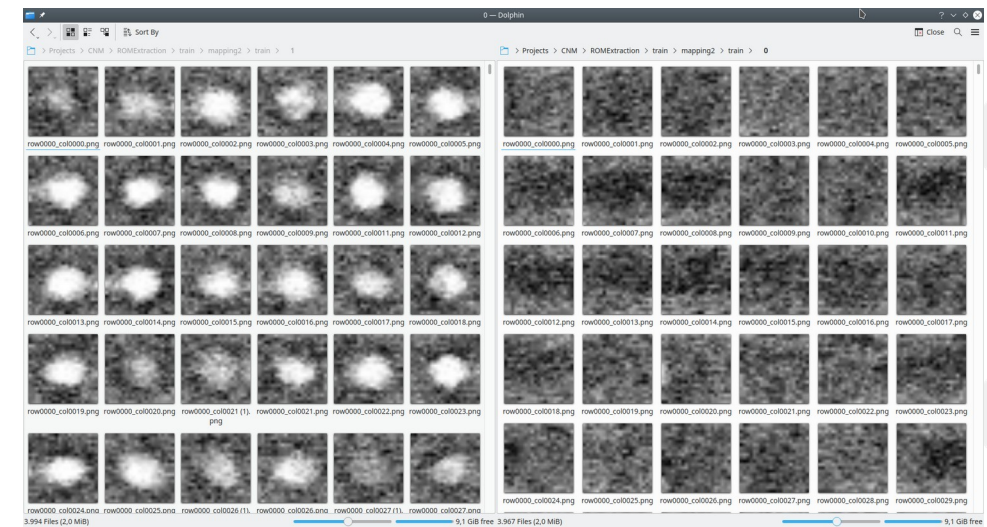 0 — Dolphin
Sort By
Close
> Projects > CNM > ROMExtraction > train > mapping2 > train > 1
> Projects > CNM > ROMExtraction > train > mapping2 > train > 0
row0000_col0000.png row0000_col0001.png row0000_col0002.png row0000_col0003.png row0000_col0004.png row0000_col0005.png
row0000_col0000.png row0000_col0001.png row0000_col0002.png row0000_col0003.png row0000_col0004.png row0000_col0005.png
row0000_col0006.png row0000_col0007.png row0000_col0008.png row0000_col0009.png row0000_col0011.png row0000_col0012.png
row0000_col0006.png row0000_col0007.png row0000_col0008.png row0000_col0009.png row0000_col0010.png row0000_col0011.png
row0000_col0013.png row0000_col0014.png row0000_col0015.png row0000_col0016.png row0000_col0017.png row0000_col0018.png
row0000_col0012.png row0000_col0013.png row0000_col0014.png row0000_col0015.png row0000_col0016.png row0000_col0017.png
row0000_col0019.png row0000_col0020.png row0000_col0021 (1). row0000_col0021.png row0000_col0022.png row0000_col0023.png
png
row0000_col0018.png row0000_col0019.png row0000_col0020.png row0000_col0021.png row0000_col0022.png row0000_col0023.png
row0000_col0024.png row0000_col0025.png row0000_col0026 (1). row0000_col0026.png row0000_col0027 (1). row0000_col0027.png
row0000_col0024.png row0000_col0025.png row0000_col0026.png row0000_col0027.png row0000_col0028.png row0000_col0029.png
3.994 Files (2,0 MiB)
9,1 GiB free
3.967 Files (2,0 MiB)
9,1 GiB free